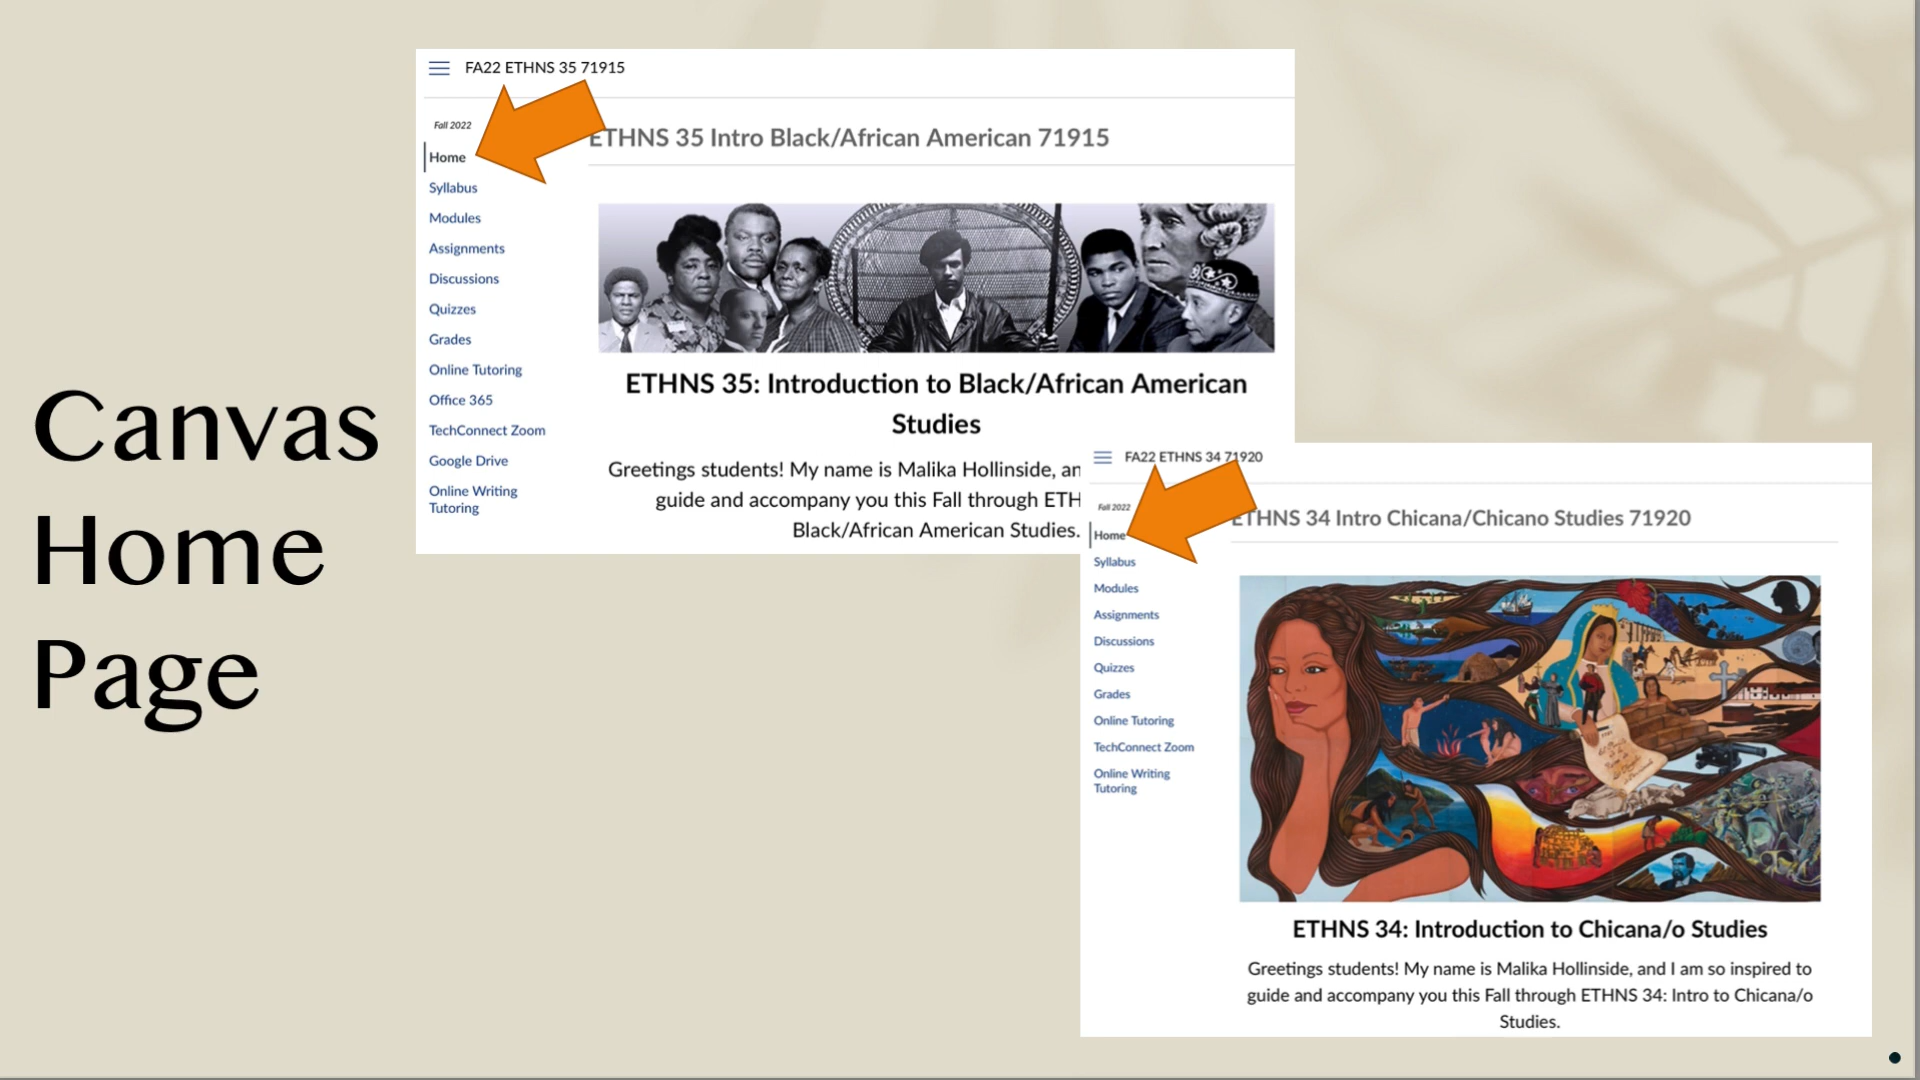 Canvas
Home
Page
FA22 ETHNS 35 71915
Fall 2022
Home
Syllabus
Modules
Assignments
Discussions
Quizzes
Grades
Online Tutoring
Office 365
TechConnect Zoom
Google Drive
Online Writing
Tutoring
ETHNS 35 Intro Black/African American 71915
ETHNS 35: Introduction to Black/African American
Studies
Greetings students! My name is Malika Hollinside, an
guide and accompany you this Fall through ETH
Black/African American Studies.
FA22 ETHNS 34 71920
Fall 2022
Home
Syllabus
Modules
Assignments
Discussions
Quizzes
Grades
Online Tutoring
TechConnect Zoom
Online Writing
Tutoring
ETHNS 34 Intro Chicana/Chicano Studies 71920
ETHNS 34: Introduction to Chicana/o Studies
Greetings students! My name is Malika Hollinside, and I am so inspired to
guide and accompany you this Fall through ETHNS 34: Intro to Chicana/o
Studies.